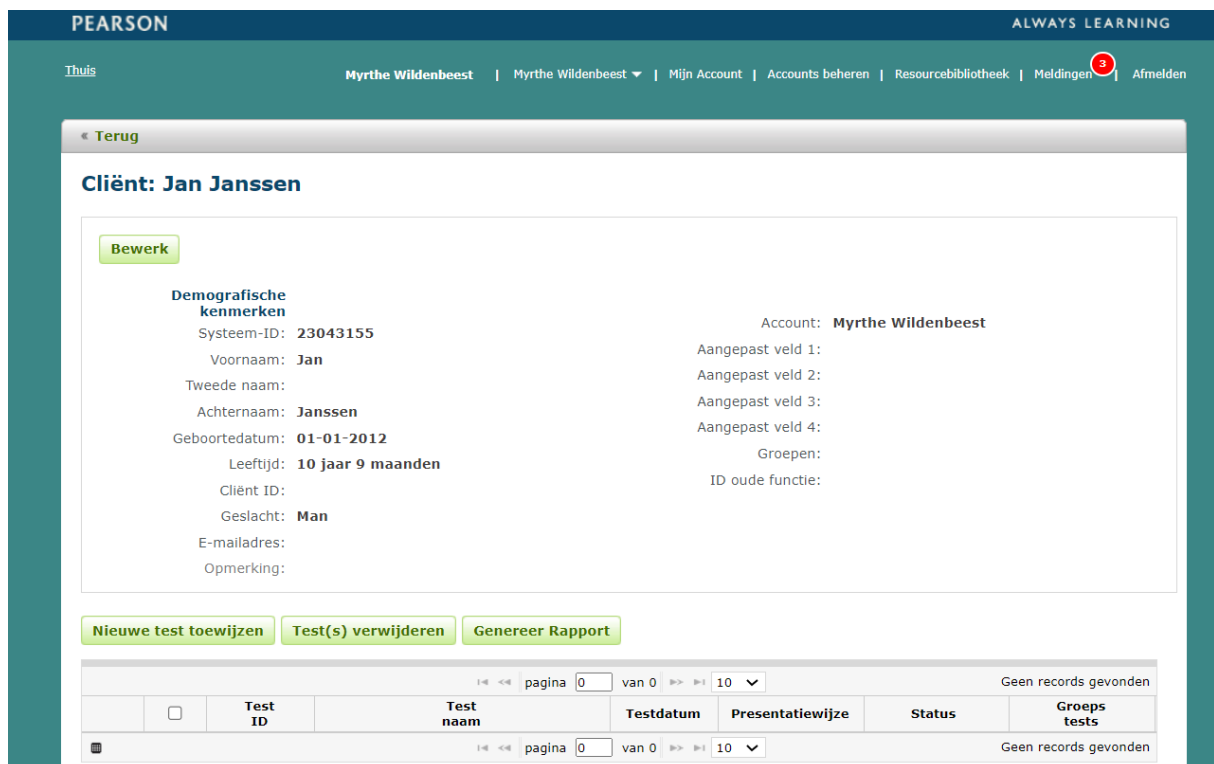 PEARSON
ALWAYS LEARNING
Thuis
Myrthe Wildenbeest | Myrthe Wildenbeest | Mijn Account | Accounts beheren | Resourcebibliotheek | Meldingen 3 | Afmelden
« Terug
Cliënt: Jan Janssen
Bewerk
Demografische
kenmerken
Systeem-ID: 23043155
Voornaam: Jan
Tweede naam:
Achternaam: Janssen
Geboortedatum: 01-01-2012
Leeftijd: 10 jaar 9 maanden
Cliënt ID:
Geslacht: Man
E-mailadres:
Opmerking:
Account: Myrthe Wildenbeest
Aangepast veld 1:
Aangepast veld 2:
Aangepast veld 3:
Aangepast veld 4:
Groepen:
ID oude functie:
Nieuwe test toewijzen Test(s) verwijderen Genereer Rapport
pagina 0 van 0 10 Geen records gevonden
Test ID Test naam Testdatum Presentatiewijze Status Groeps tests
pagina 0 van 0 10 Geen records gevonden